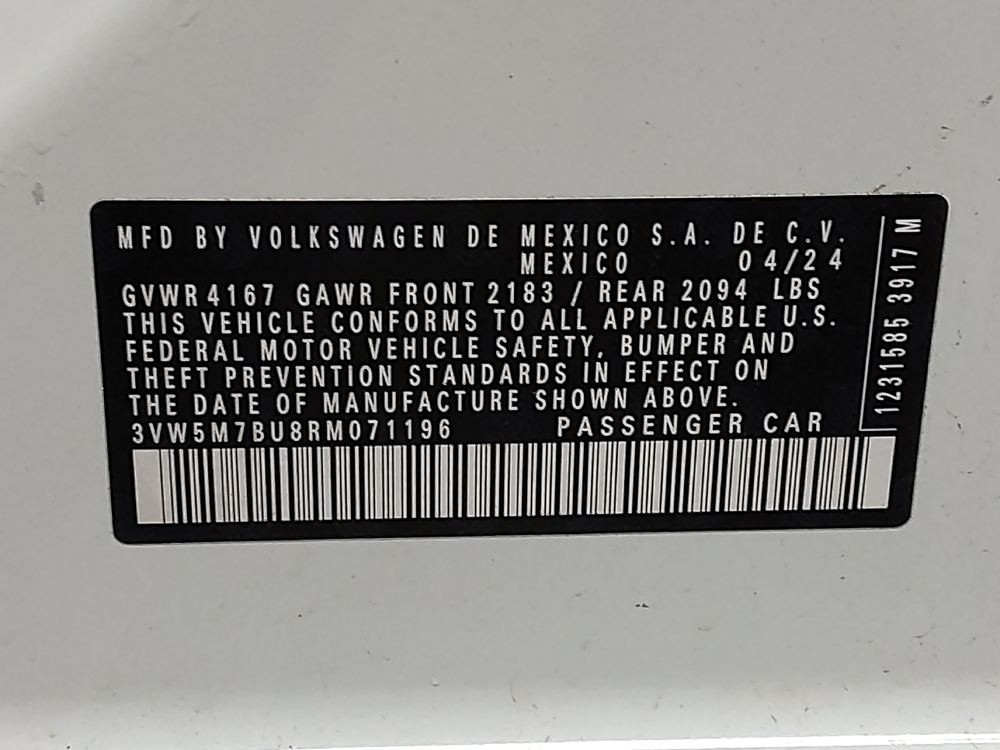 MFD BY VOLKSWAGEN DE MEXICO S.A. DE C.V.
MEXICO 04/24
GVWR 4167 GAWR FRONT 2183 / REAR 2094 LBS
THIS VEHICLE CONFORMS TO ALL APPLICABLE U.S.
FEDERAL MOTOR VEHICLE SAFETY, BUMPER AND
THEFT PREVENTION STANDARDS IN EFFECT ON
THE DATE OF MANUFACTURE SHOWN ABOVE.
3VW5M7BU8RM071196 PASSENGER CAR
1231585 3917 M